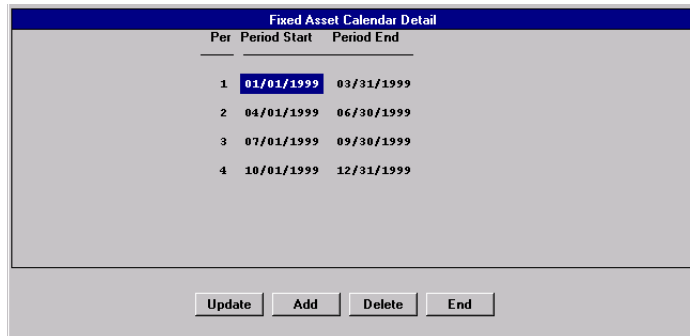 Fixed Asset Calendar Detail
Per Period Start Period End
1 01/01/1999 03/31/1999
2 04/01/1999 06/30/1999
3 07/01/1999 09/30/1999
4 10/01/1999 12/31/1999
Update Add Delete End